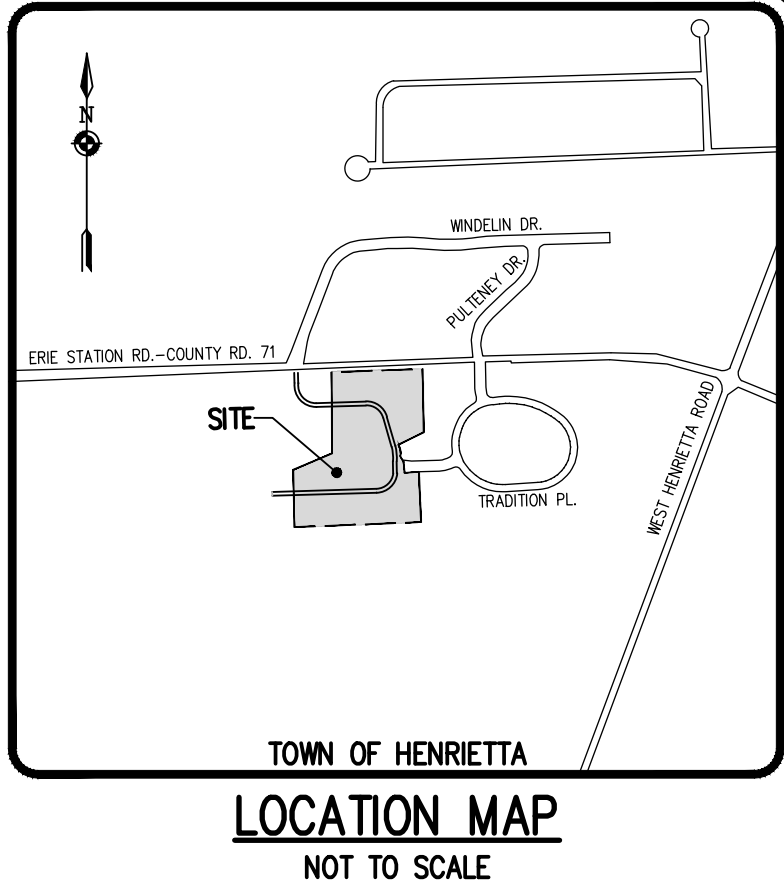 N
WINDELIN DR.
PULTENEY DR.
ERIE STATION RD.-COUNTY RD. 71
SITE
WEST HENRIETTA ROAD
TRADITION PL.
TOWN OF HENRIETTA
LOCATION MAP
NOT TO SCALE